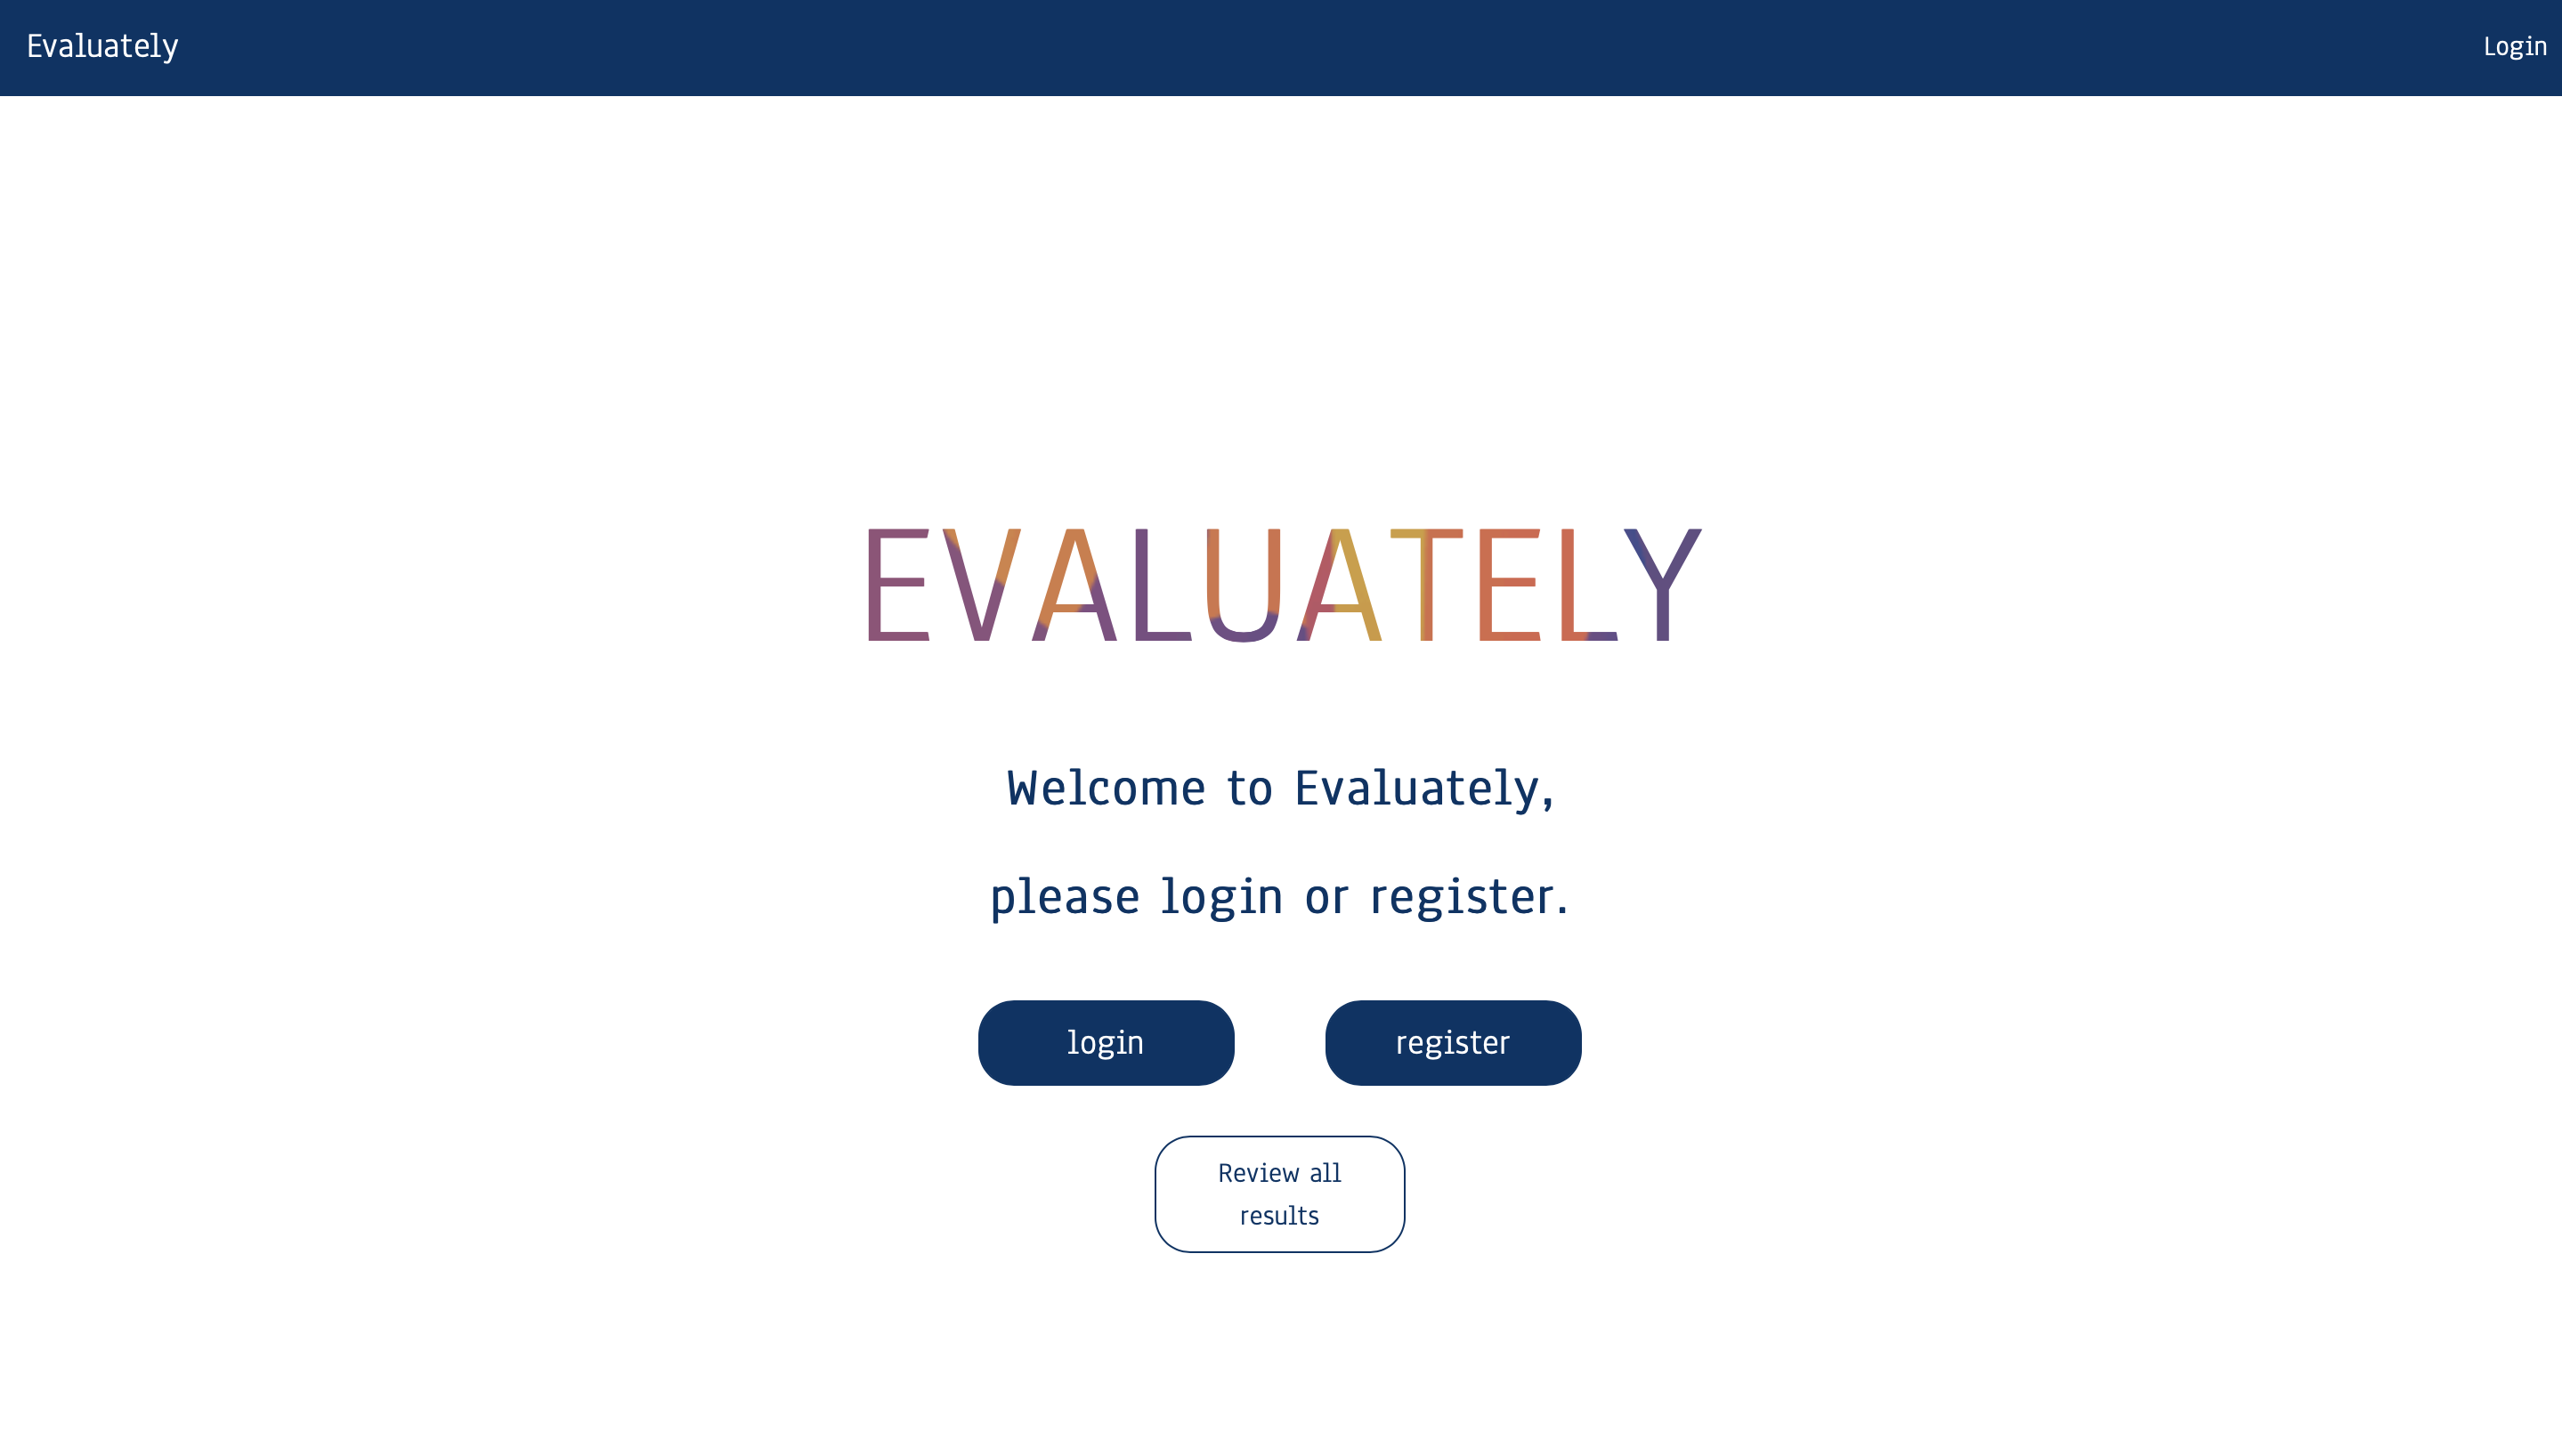 Evaluately
Login
EVALUATELY
Welcome to Evaluately,
please login or register.
login
register
Review all
results